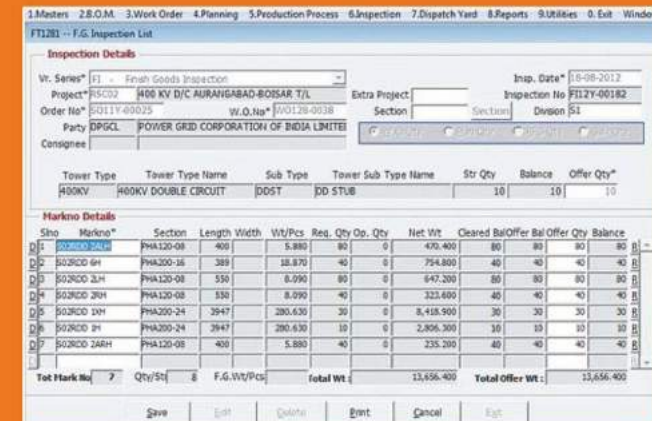 1.Masters 2.B.O.M. 3.Work Order 4.Planning 5.Production Process 6.Inspection 7.Dispatch Yard 8.Reports 9.Utilities 0. Exit Windo
FT1281 -- F.G. Inspection List
Inspection Details
Vr. Series* FI - Finish Goods Inspection Insp. Date* 18-08-2012
Project* RSC02 400 KV D/C AURANGABAD-BOISAR T/L Extra Project Inspection No FI12Y-00182
Order No* SO11Y-00025 W.O.No* WO128-0038 Section Section Division S1
Party DPGCL POWER GRID CORPORATION OF INDIA LIMITE
Consignee
Tower Type Tower Type Name Sub Type Tower Sub Type Name Str Qty Balance Offer Qty*
400KV 400KV DOUBLE CIRCUIT DDST DD STUB 10 10 10
Markno Details
Slno Markno* Section Length Width Wt/Pcs Req. Qty Op. Qty Net Wt Cleared Bal Offer Bal Offer Qty Balance
D 1 S02RDD 2ALH PHA120-08 400 5.880 80 0 470.400 80 80 80 80 R
D 2 S02RDD 6H PHA200-16 389 18.870 40 0 754.800 40 40 40 40 R
D 3 S02RDD 2LH PHA120-08 550 8.090 80 0 647.200 80 80 80 80 R
D 4 S02RDD 2RH PHA120-08 550 8.090 40 0 323.600 40 40 40 40 R
D 5 S02RDD 1XH PHA200-24 3947 280.630 30 0 8,418.900 30 30 30 30 R
D 6 S02RDD 1H PHA200-24 3947 280.630 10 0 2,806.300 10 10 10 10 R
D 7 S02RDD 2ARH PHA120-08 400 5.880 40 0 235.200 40 40 40 40 R
Tot Mark No 7 Qty/Str 8 F.G.Wt/Pcs Total Wt : 13,656.400 Total Offer Wt : 13,656.400
Save Edit Delete Print Cancel Exit